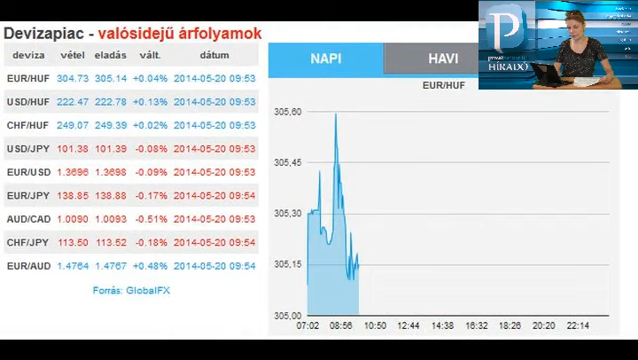 Devizapiac - valósidejű árfolyamok
deviza vétel eladás vált. dátum
EUR/HUF 304.73 305.14 +0.04% 2014-05-20 09:53
USD/HUF 222.47 222.78 +0.13% 2014-05-20 09:53
CHF/HUF 249.07 249.39 +0.02% 2014-05-20 09:53
USD/JPY 101.38 101.39 -0.08% 2014-05-20 09:53
EUR/USD 1.3696 1.3698 -0.09% 2014-05-20 09:53
EUR/JPY 138.85 138.88 -0.17% 2014-05-20 09:54
AUD/CAD 1.0090 1.0093 -0.51% 2014-05-20 09:54
CHF/JPY 113.50 113.52 -0.18% 2014-05-20 09:54
EUR/AUD 1.4764 1.4767 +0.48% 2014-05-20 09:54
Forrás: GlobalFX
NAPI HAVI
EUR/HUF
305,60
305,45
305,30
305,15
305,00
07:02 08:56 10:50 12:44 14:38 16:32 18:26 20:20 22:14
P
HÍRADÓ